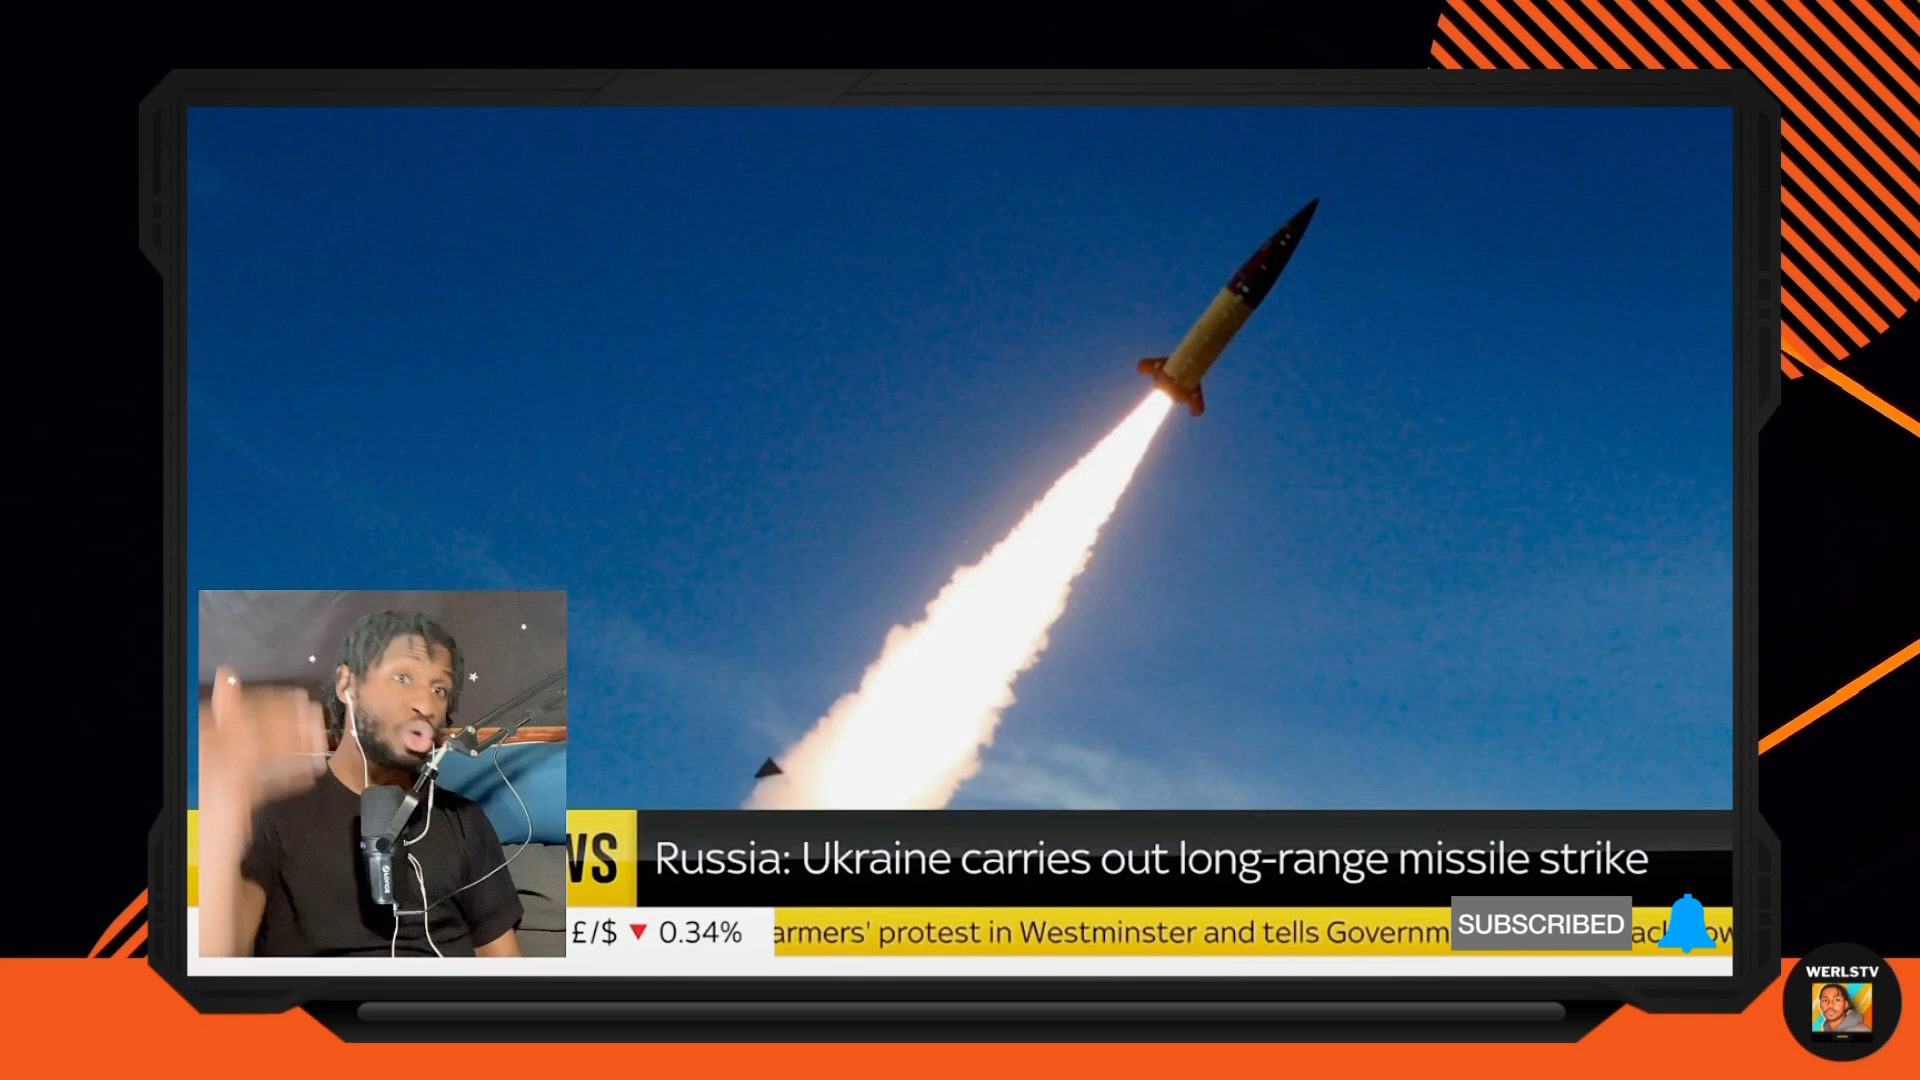 WS
Russia: Ukraine carries out long-range missile strike
£/$ ▼ 0.34%
armers' protest in Westminster and tells Governm
SUBSCRIBED
WERLSTV